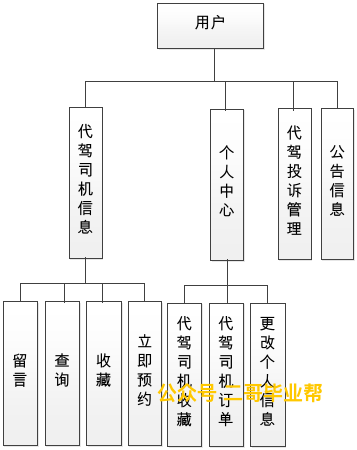 用户
代驾司机信息
个人中心
代驾投诉管理
公告信息
留言
查询
收藏
立即预约
代驾司机收藏
代驾司机订单
更改个人信息
公众号 二哥毕业帮